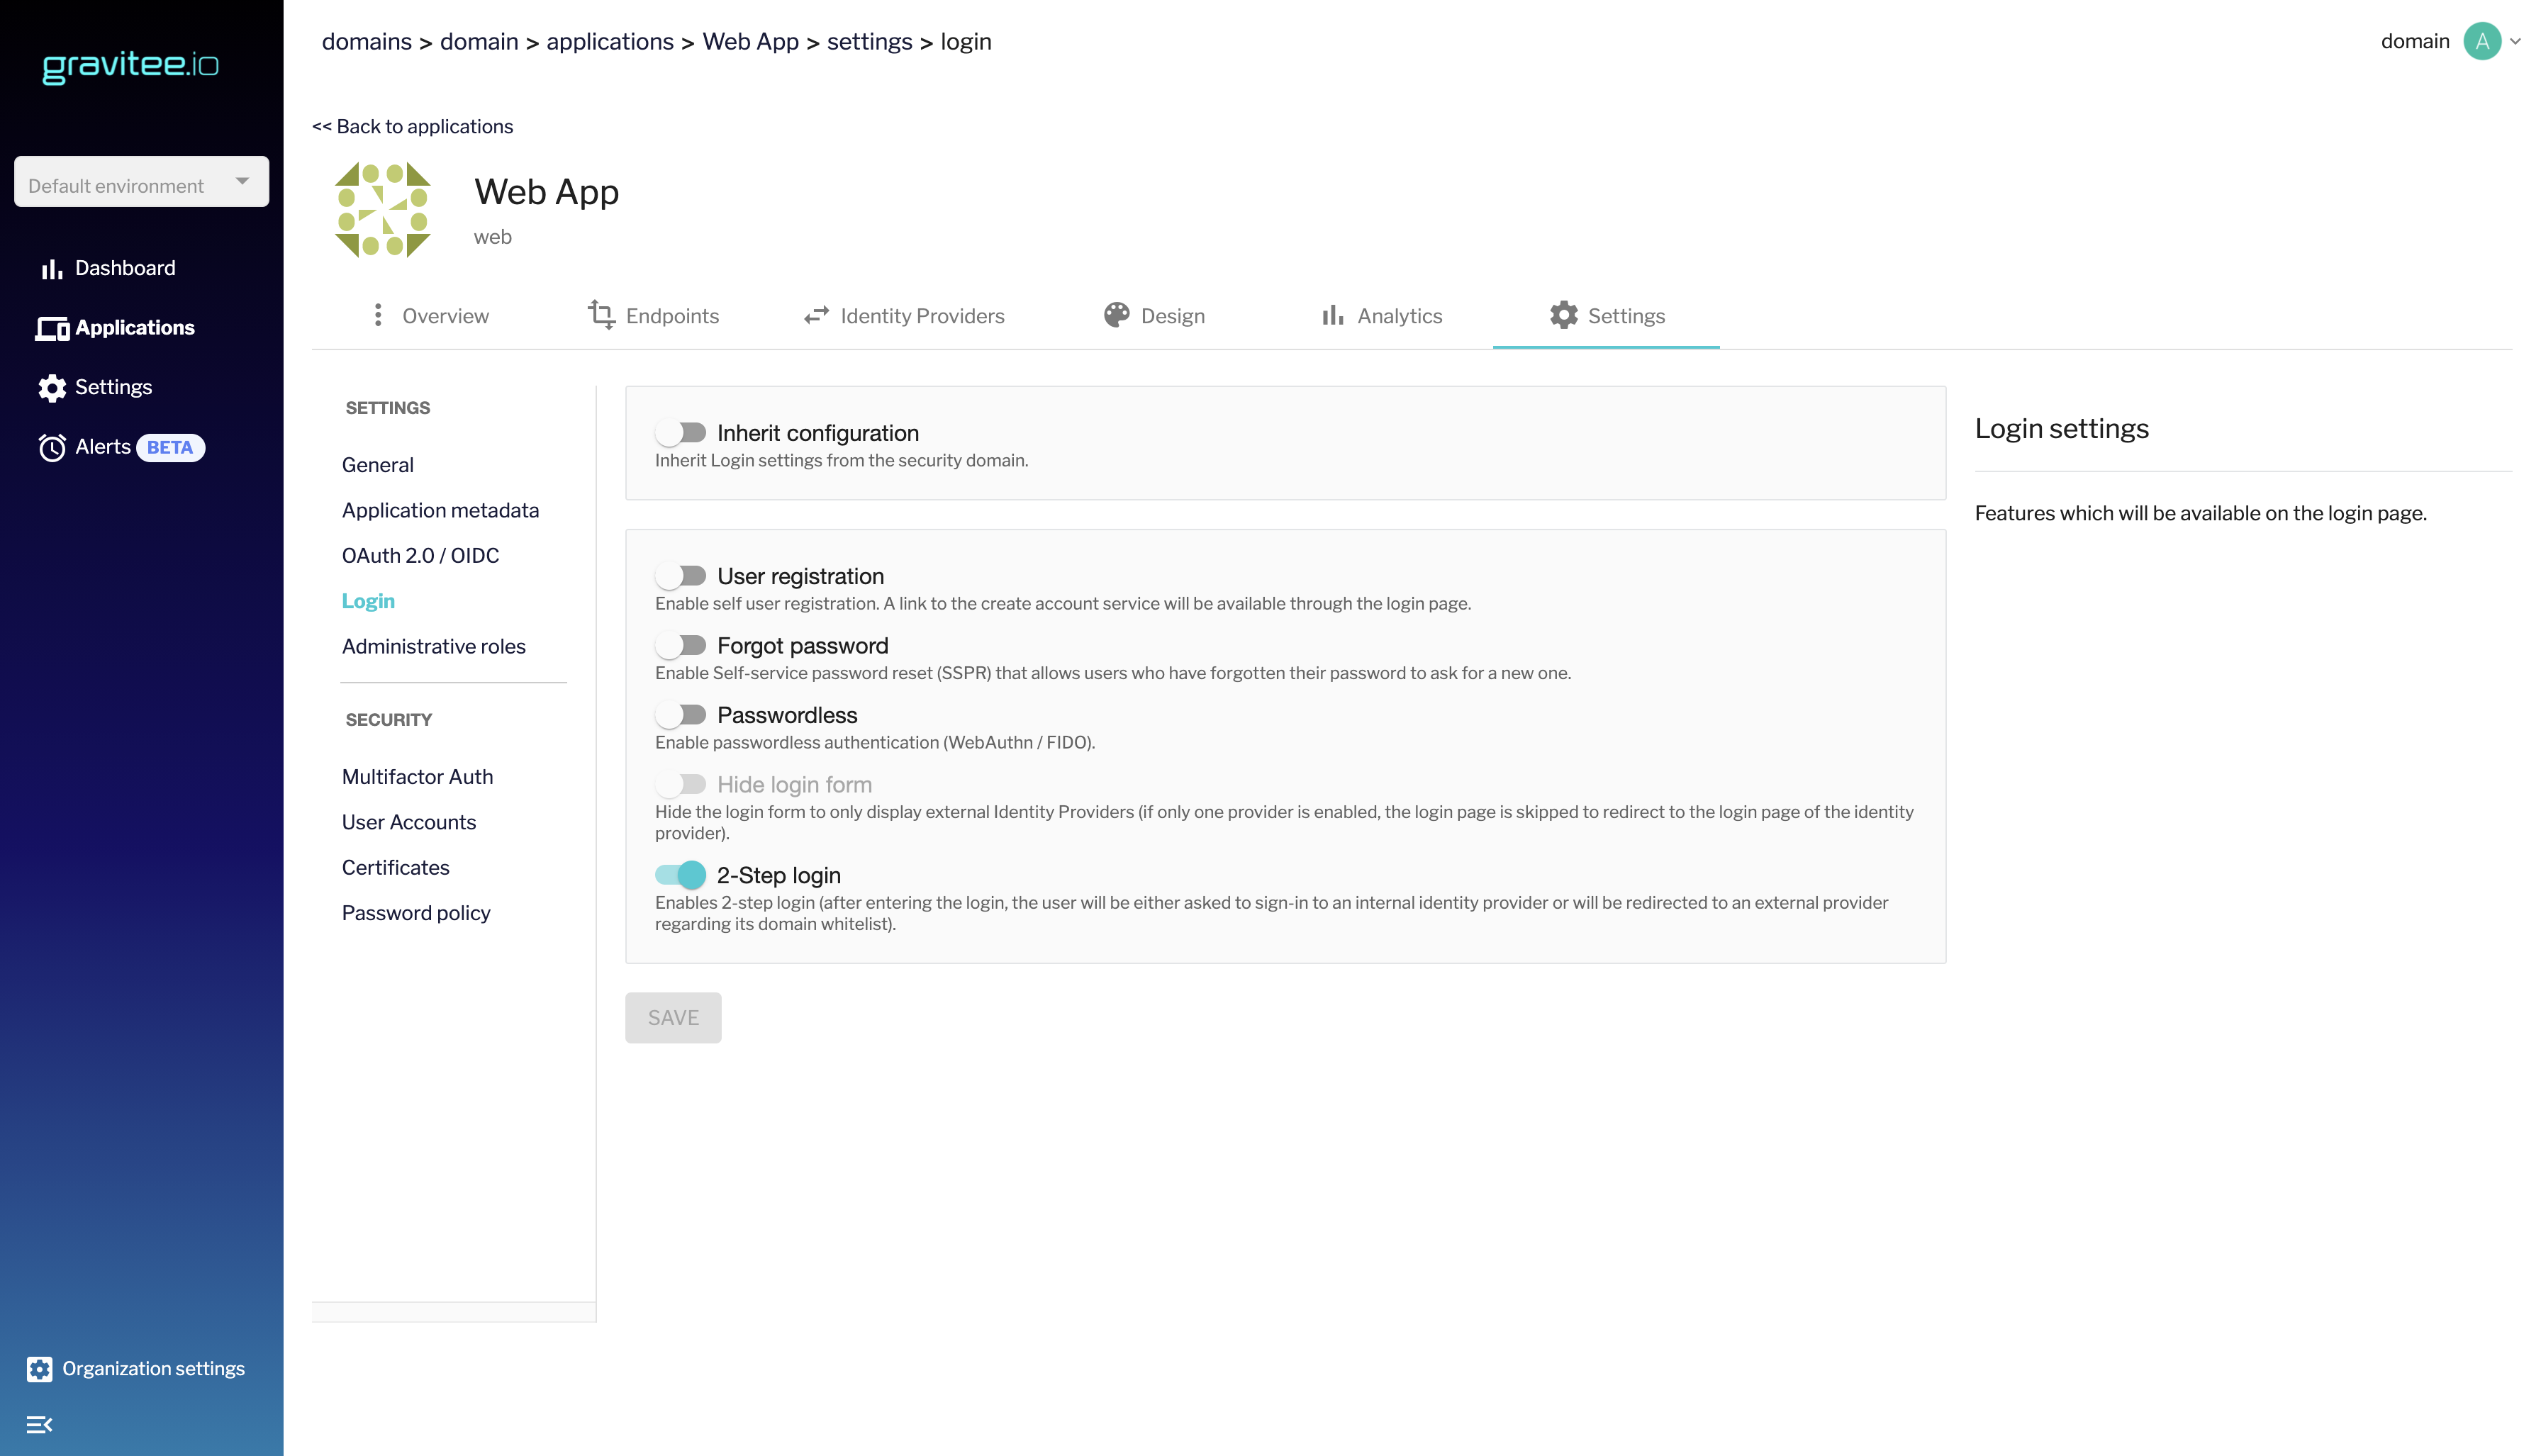 gravitee.io
Default environment
Dashboard
Applications
Settings
Alerts BETA
Organization settings
domains > domain > applications > Web App > settings > login
domain A
<< Back to applications
Web App
web
Overview Endpoints Identity Providers Design Analytics Settings
SETTINGS
General
Application metadata
OAuth 2.0 / OIDC
Login
Administrative roles
SECURITY
Multifactor Auth
User Accounts
Certificates
Password policy
Inherit configuration
Inherit Login settings from the security domain.
User registration
Enable self user registration. A link to the create account service will be available through the login page.
Forgot password
Enable Self-service password reset (SSPR) that allows users who have forgotten their password to ask for a new one.
Passwordless
Enable passwordless authentication (WebAuthn / FIDO).
Hide login form
Hide the login form to only display external Identity Providers (if only one provider is enabled, the login page is skipped to redirect to the login page of the identity
provider).
2-Step login
Enables 2-step login (after entering the login, the user will be either asked to sign-in to an internal identity provider or will be redirected to an external provider
regarding its domain whitelist).
SAVE
Login settings
Features which will be available on the login page.